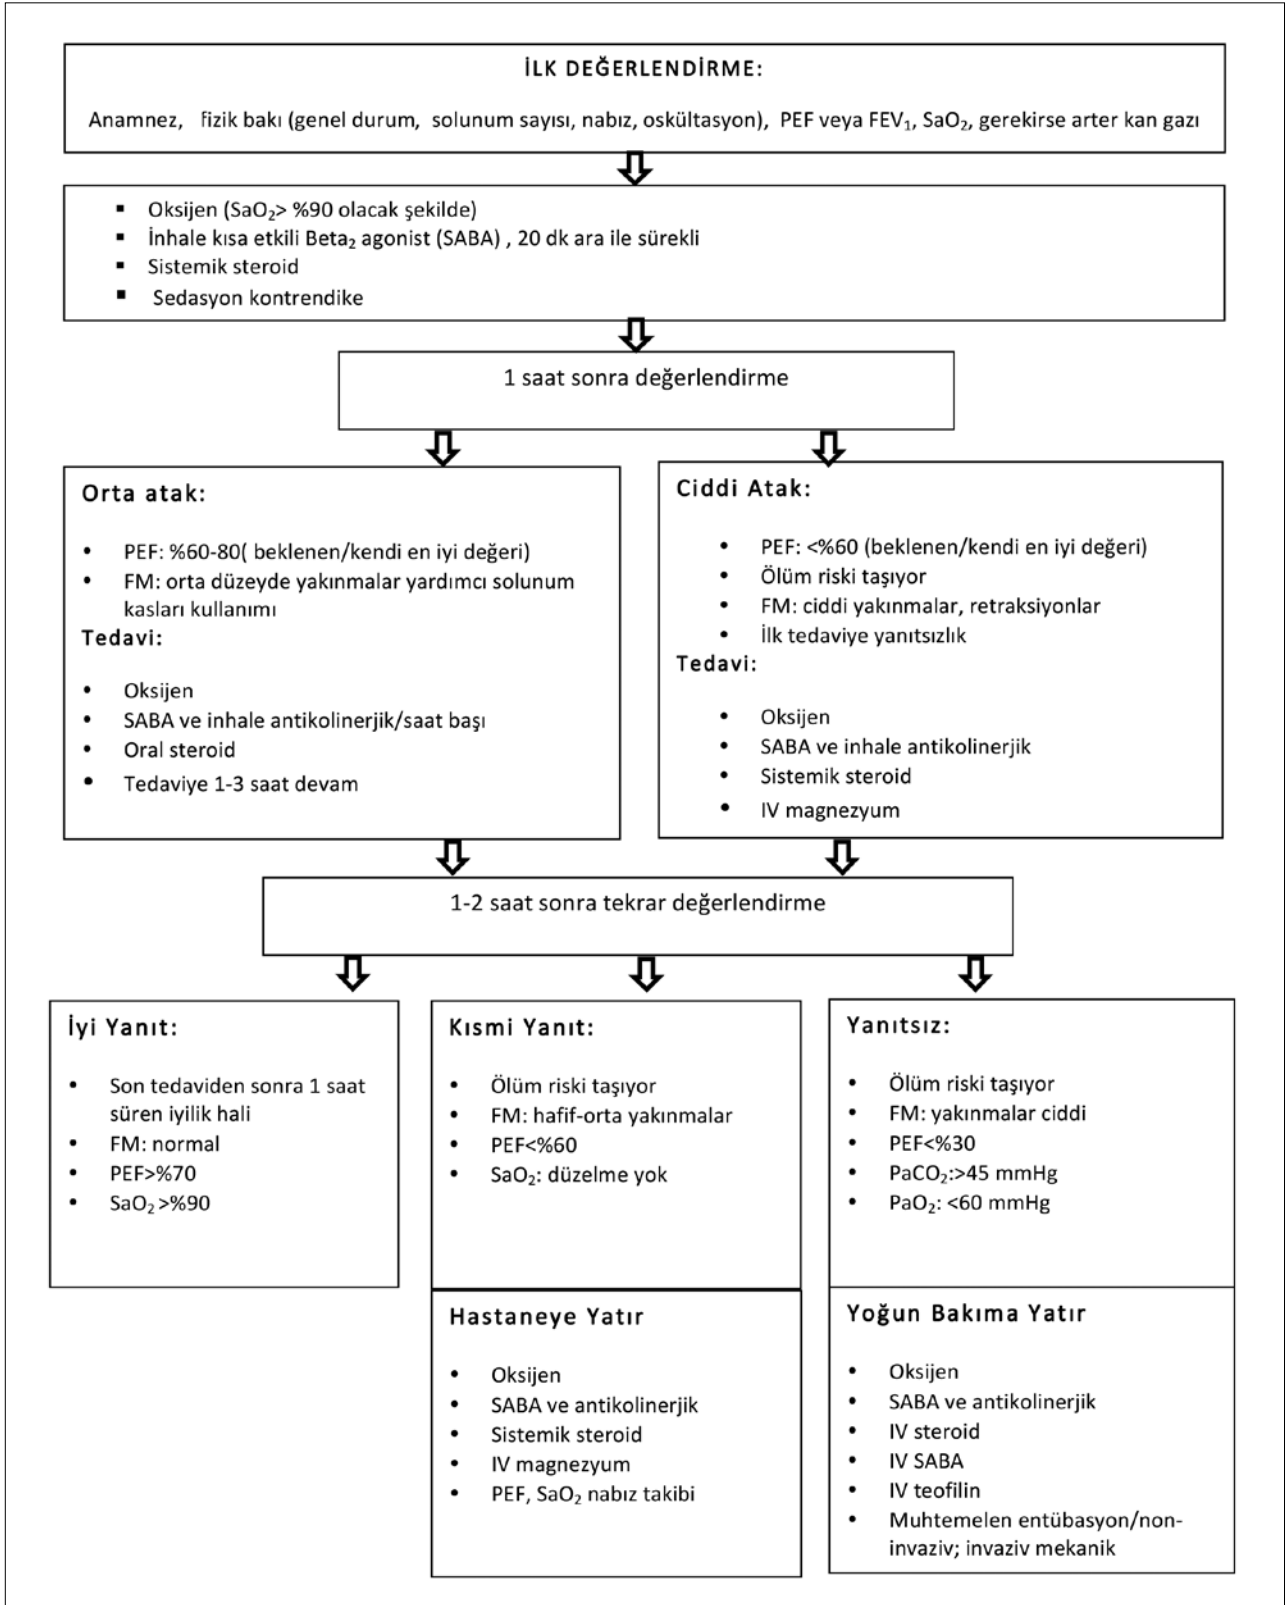 İLK DEĞERLENDİRME:
Anamnez, fizik bakı (genel durum, solunum sayısı, nabız, oskültasyon), PEF veya FEV₁, SaO₂, gerekirse arter kan gazı
▪ Oksijen (SaO₂> %90 olacak şekilde)
▪ İnhale kısa etkili Beta₂ agonist (SABA) , 20 dk ara ile sürekli
▪ Sistemik steroid
▪ Sedasyon kontrendike
1 saat sonra değerlendirme
Orta atak:
• PEF: %60-80( beklenen/kendi en iyi değeri)
• FM: orta düzeyde yakınmalar yardımcı solunum
kasları kullanımı
Tedavi:
• Oksijen
• SABA ve inhale antikolinerjik/saat başı
• Oral steroid
• Tedaviye 1-3 saat devam
Ciddi Atak:
• PEF: <%60 (beklenen/kendi en iyi değeri)
• Ölüm riski taşıyor
• FM: ciddi yakınmalar, retraksiyonlar
• İlk tedaviye yanıtsızlık
Tedavi:
• Oksijen
• SABA ve inhale antikolinerjik
• Sistemik steroid
• IV magnezyum
1-2 saat sonra tekrar değerlendirme
İyi Yanıt:
• Son tedaviden sonra 1 saat
süren iyilik hali
• FM: normal
• PEF>%70
• SaO₂ >%90
Kısmi Yanıt:
• Ölüm riski taşıyor
• FM: hafif-orta yakınmalar
• PEF<%60
• SaO₂: düzelme yok
Hastaneye Yatır
• Oksijen
• SABA ve antikolinerjik
• Sistemik steroid
• IV magnezyum
• PEF, SaO₂ nabız takibi
Yanıtsız:
• Ölüm riski taşıyor
• FM: yakınmalar ciddi
• PEF<%30
• PaCO₂:>45 mmHg
• PaO₂: <60 mmHg
Yoğun Bakıma Yatır
• Oksijen
• SABA ve antikolinerjik
• IV steroid
• IV SABA
• IV teofilin
• Muhtemelen entübasyon/non-
invaziv; invaziv mekanik